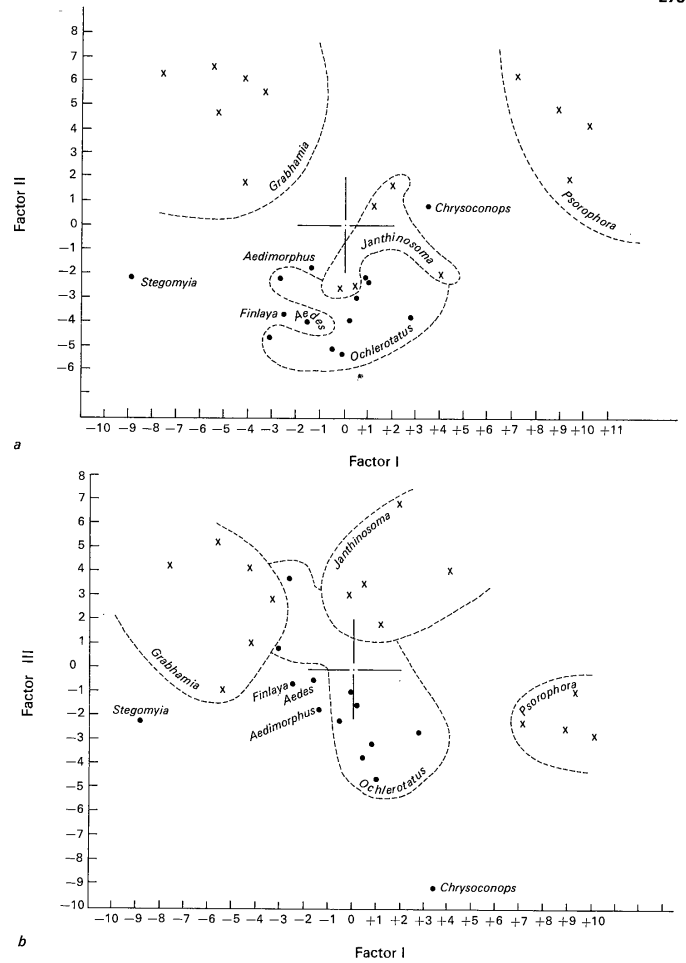 8
7
6
5
4
3
2
1
0
−1
−2
−3
−4
−5
−6
Factor II
Grabhamia
Psorophora
Chrysoconops
Janthinosoma
Aedimorphus
Stegomyia
Finlaya
Aedes
Ochlerotatus
−10 −9 −8 −7 −6 −5 −4 −3 −2 −1 0 +1 +2 +3 +4 +5 +6 +7 +8 +9 +10 +11
a
Factor I
8
7
6
5
4
3
2
1
0
−1
−2
−3
−4
−5
−6
−7
−8
−9
−10
Factor III
Janthinosoma
Grabhamia
Finlaya
Aedes
Aedimorphus
Stegomyia
Psorophora
Ochlerotatus
Chrysoconops
−10 −9 −8 −7 −6 −5 −4 −3 −2 −1 0 +1 +2 +3 +4 +5 +6 +7 +8 +9 +10
b
Factor I